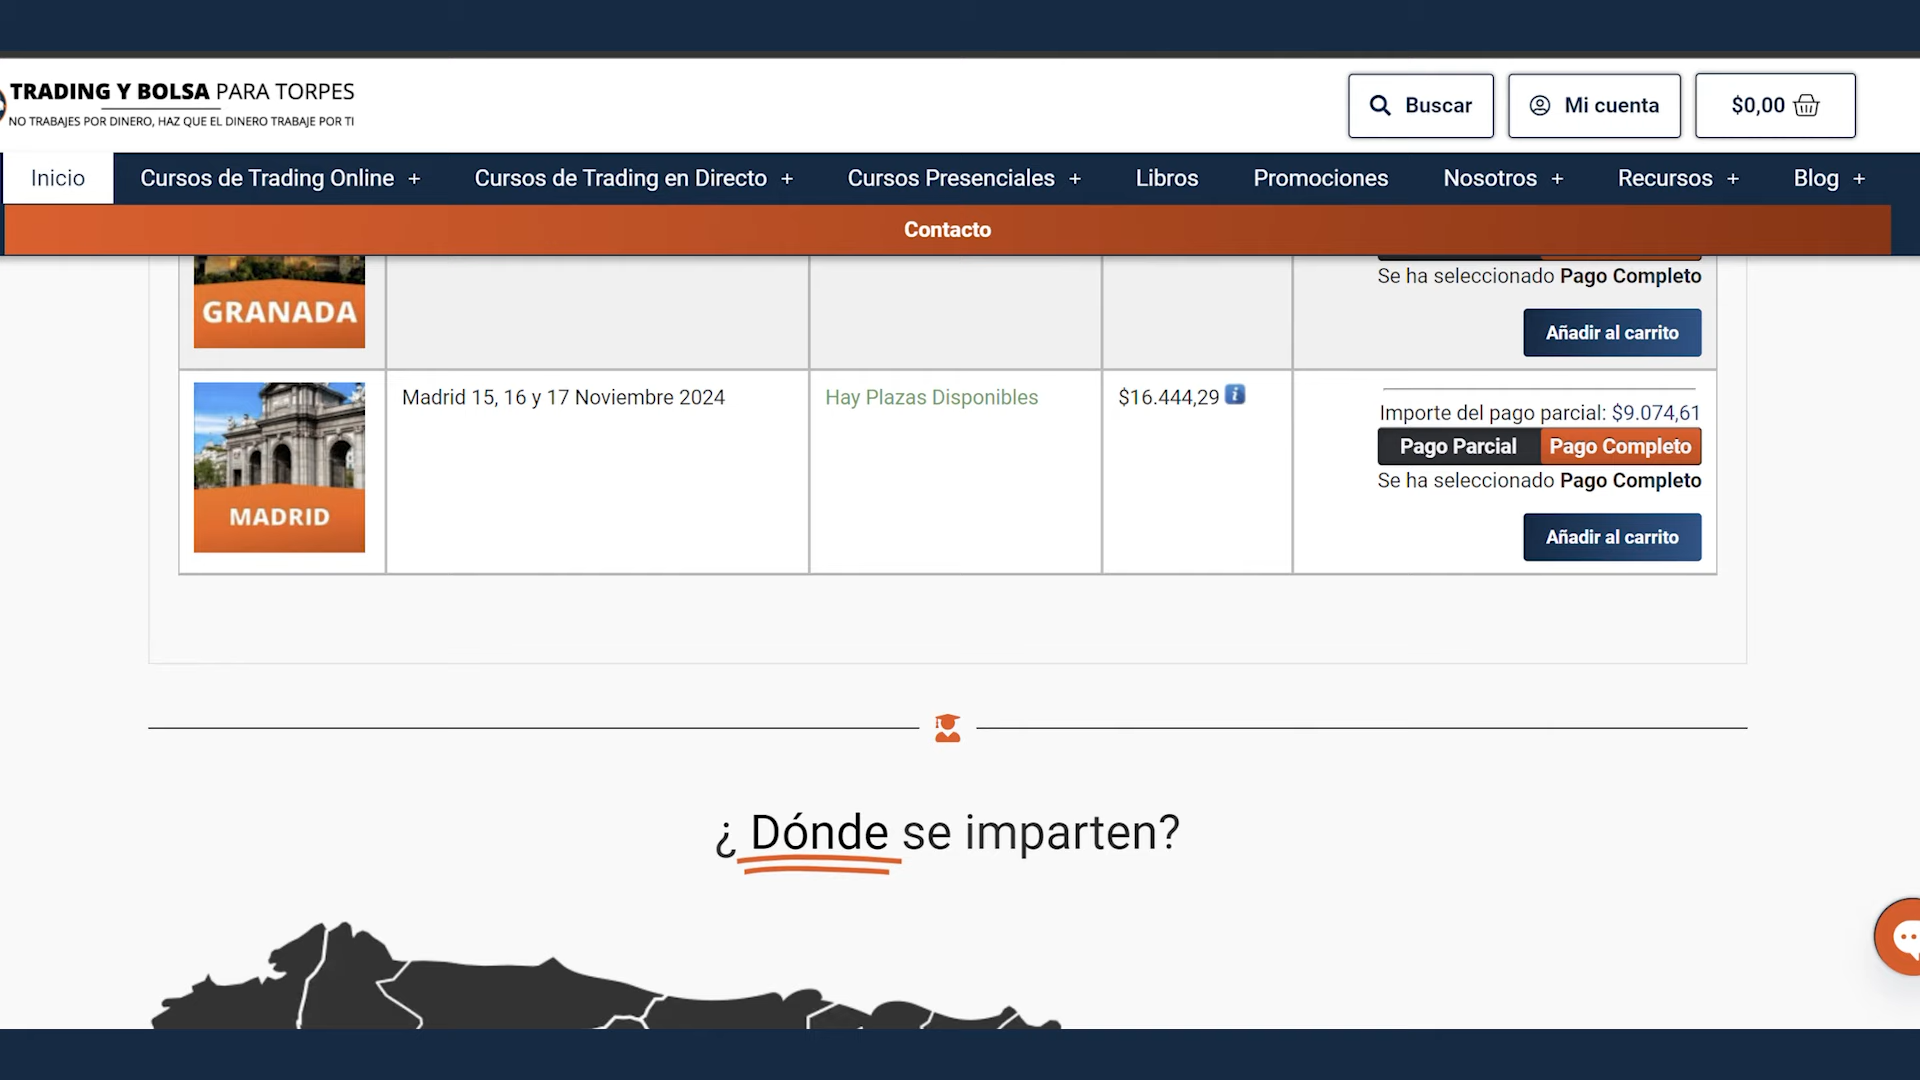 TRADING Y BOLSA PARA TORPES
NO TRABAJES POR DINERO, HAZ QUE EL DINERO TRABAJE POR TI
Buscar
Mi cuenta
$0,00
Inicio
Cursos de Trading Online +
Cursos de Trading en Directo +
Cursos Presenciales +
Libros
Promociones
Nosotros +
Recursos +
Blog +
Contacto
GRANADA
Se ha seleccionado Pago Completo
Añadir al carrito
MADRID
Madrid 15, 16 y 17 Noviembre 2024
Hay Plazas Disponibles
$16.444,29
Importe del pago parcial: $9.074,61
Pago Parcial
Pago Completo
Se ha seleccionado Pago Completo
Añadir al carrito
¿ Dónde se imparten?